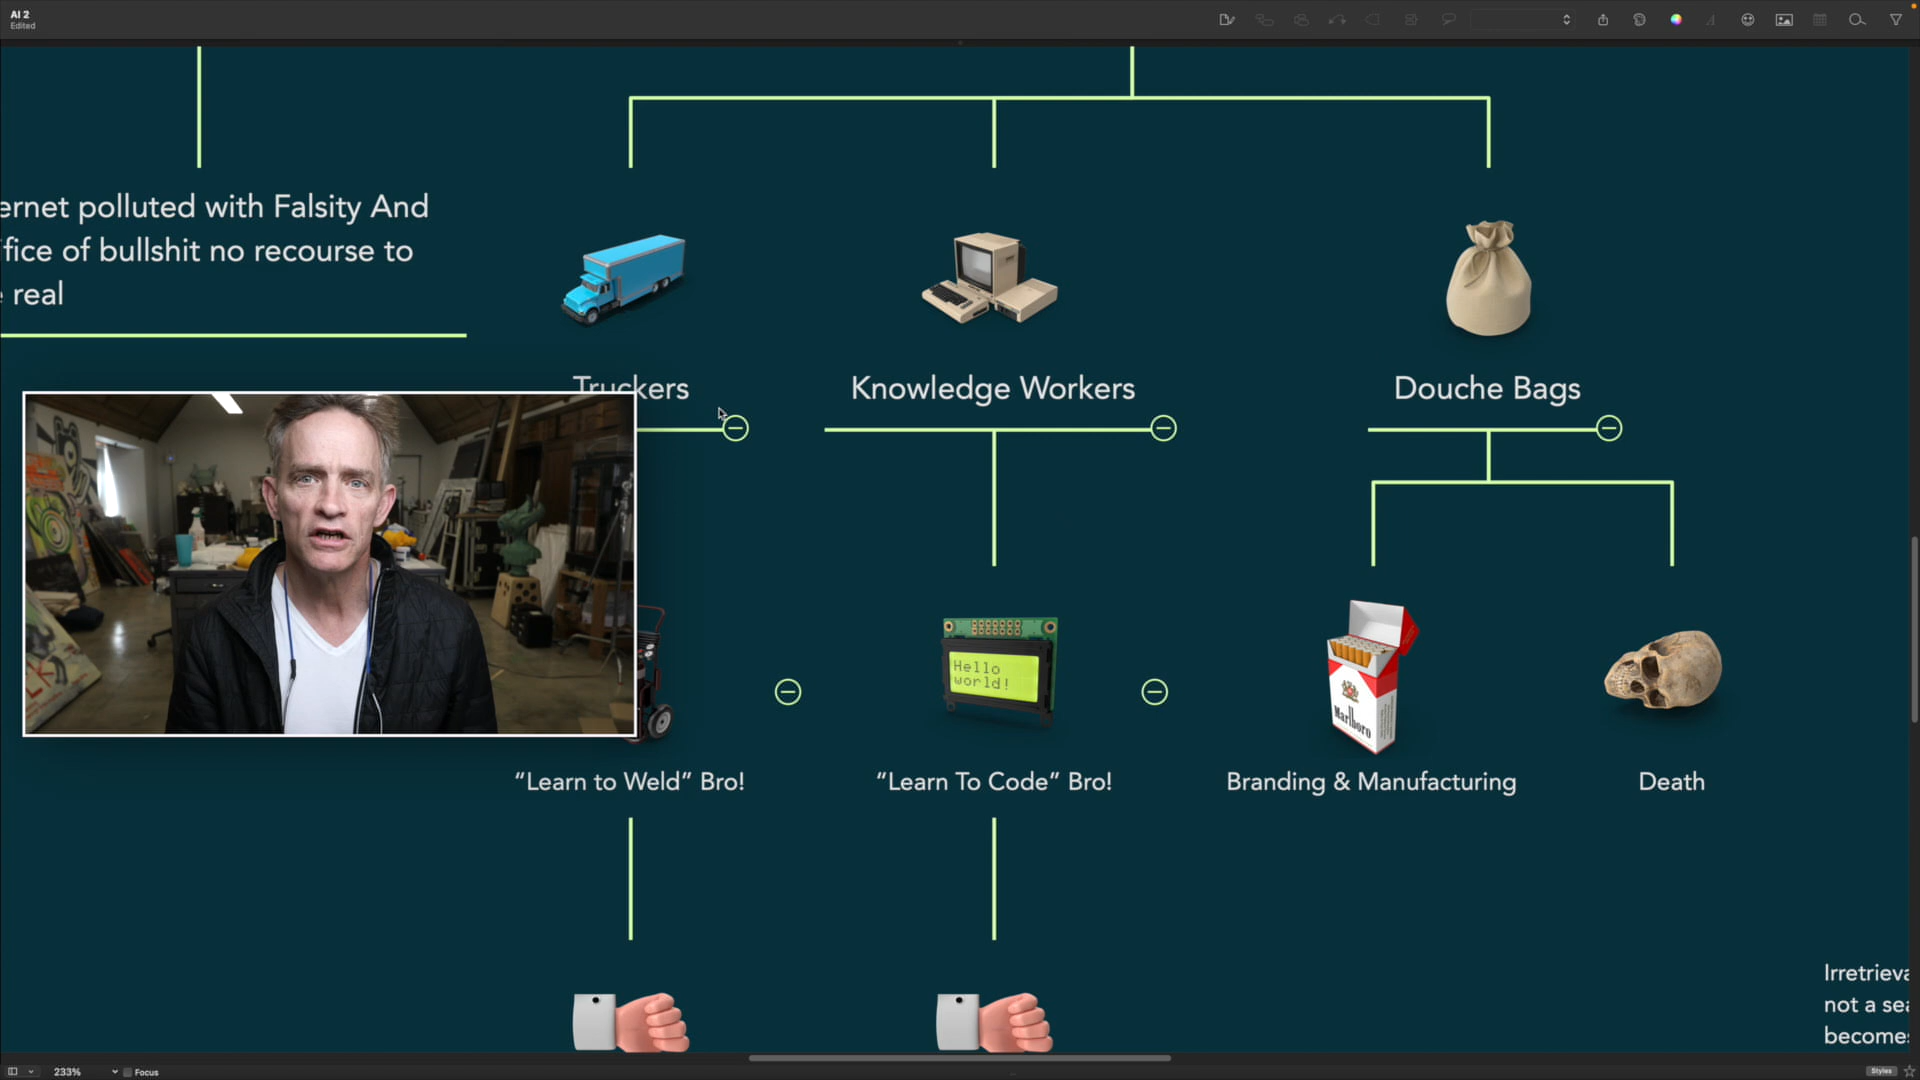 AI 2
Edited
ernet polluted with Falsity And
fice of bullshit no recourse to
real
Truckers
Knowledge Workers
Douche Bags
Hello
world!
Marlboro
"Learn to Weld" Bro!
"Learn To Code" Bro!
Branding & Manufacturing
Death
Irretrieva
not a sea
becomes
233%
Focus
Styles